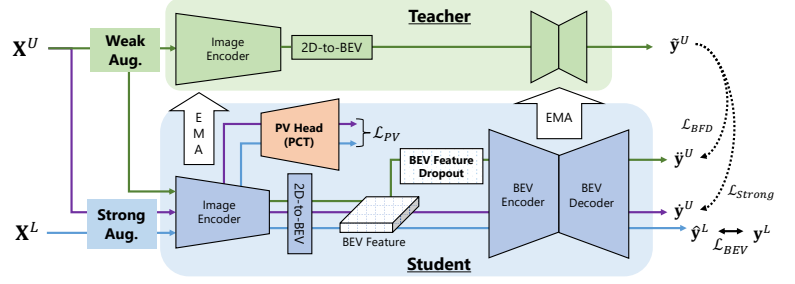 Teacher
X^U
Weak
Aug.
Image
Encoder
2D-to-BEV
ỹ^U
E
M
A
EMA
PV Head
(PCT)
ℒ_PV
ℒ_BFD
BEV Feature
Dropout
ÿ^U
BEV
Encoder
BEV
Decoder
Image
Encoder
2D-to-BEV
BEV Feature
ℒ_Strong
Strong
Aug.
ẏ^U
X^L
ŷ^L
y^L
ℒ_BEV
Student